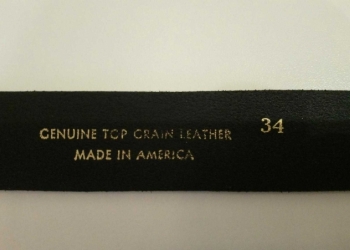 GENUINE TOP GRAIN LEATHER 34
MADE IN AMERICA